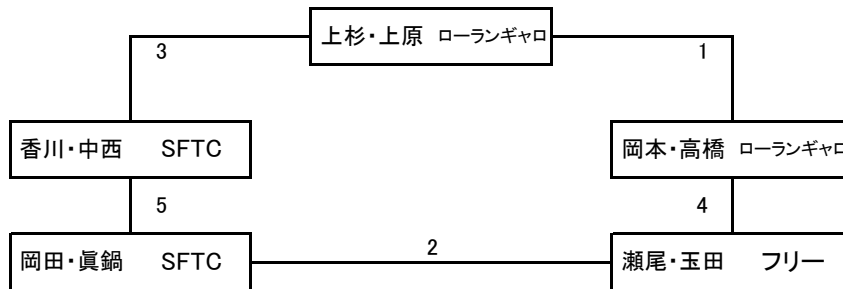 上杉・上原 ローランギャロ
3
1
香川・中西 SFTC
岡本・高橋 ローランギャロ
5
4
岡田・眞鍋 SFTC
2
瀬尾・玉田 フリー